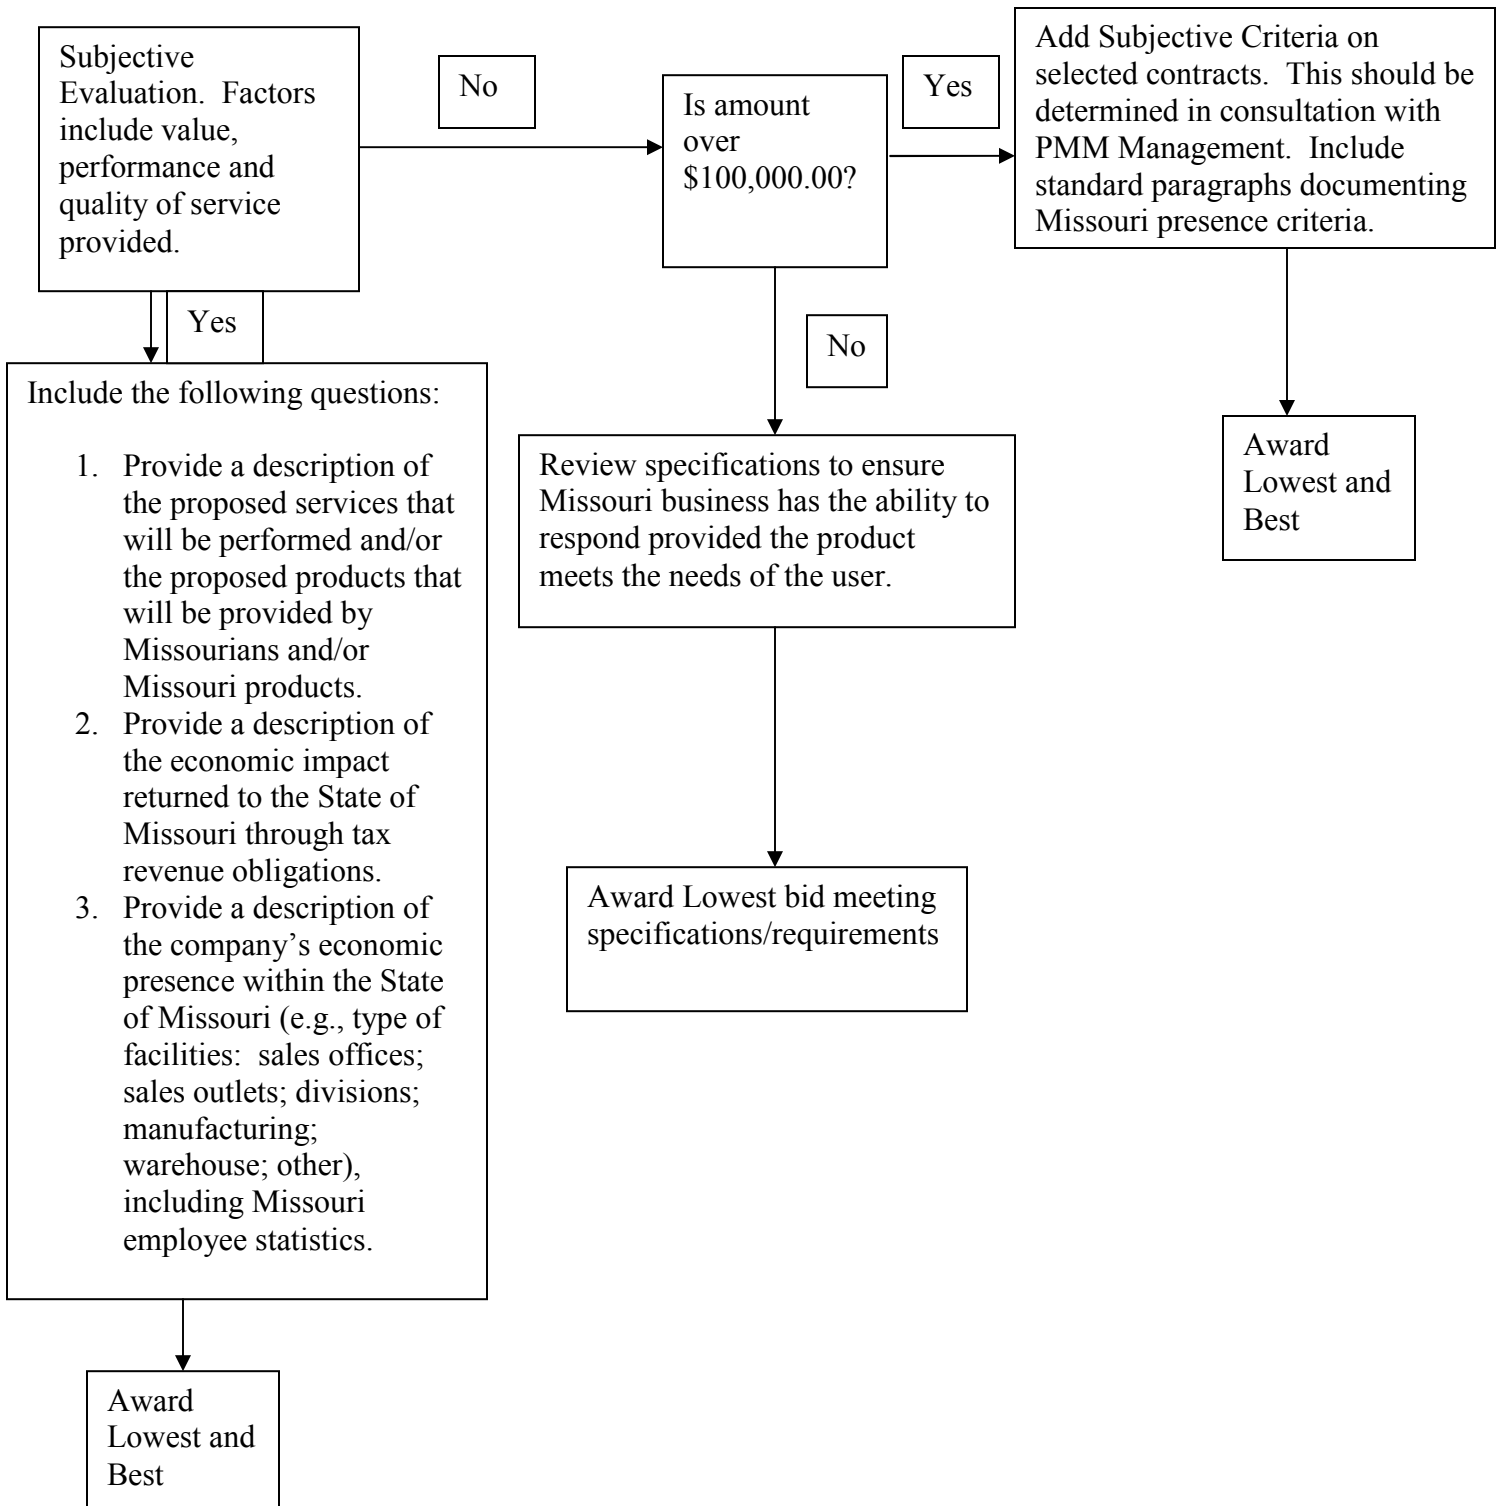 Subjective
Evaluation.  Factors
include value,
performance and
quality of service
provided.
No
Is amount
over
$100,000.00?
Yes
Add Subjective Criteria on
selected contracts.  This should be
determined in consultation with
PMM Management.  Include
standard paragraphs documenting
Missouri presence criteria.
Yes
No
Include the following questions:
1. Provide a description of
the proposed services that
will be performed and/or
the proposed products that
will be provided by
Missourians and/or
Missouri products.
2. Provide a description of
the economic impact
returned to the State of
Missouri through tax
revenue obligations.
3. Provide a description of
the company’s economic
presence within the State
of Missouri (e.g., type of
facilities:  sales offices;
sales outlets; divisions;
manufacturing;
warehouse; other),
including Missouri
employee statistics.
Review specifications to ensure
Missouri business has the ability to
respond provided the product
meets the needs of the user.
Award
Lowest and
Best
Award Lowest bid meeting
specifications/requirements
Award
Lowest and
Best